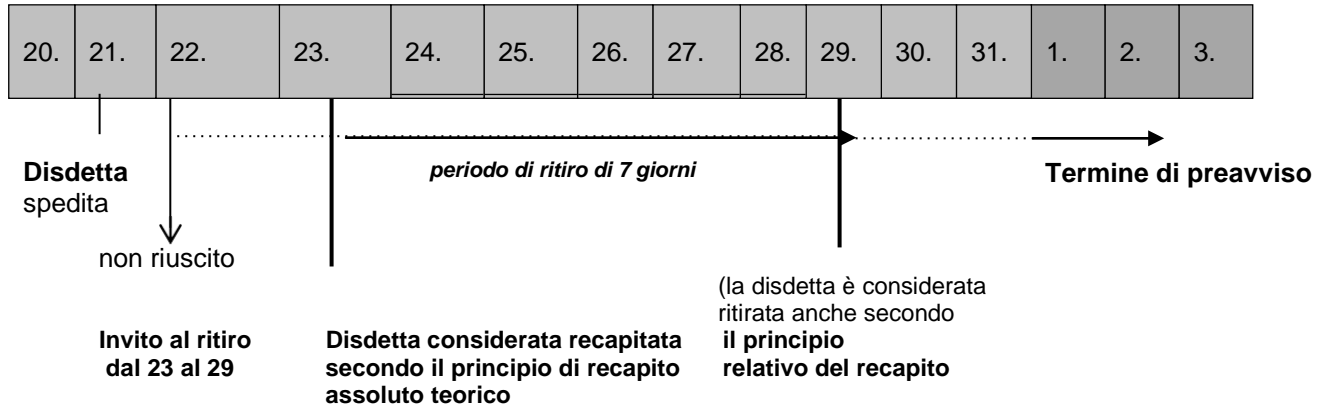 20. 21. 22. 23. 24. 25. 26. 27. 28. 29. 30. 31. 1. 2. 3.
Disdetta
spedita
periodo di ritiro di 7 giorni
Termine di preavviso
non riuscito
Invito al ritiro
dal 23 al 29
Disdetta considerata recapitata
secondo il principio di recapito
assoluto teorico
(la disdetta è considerata
ritirata anche secondo
il principio
relativo del recapito